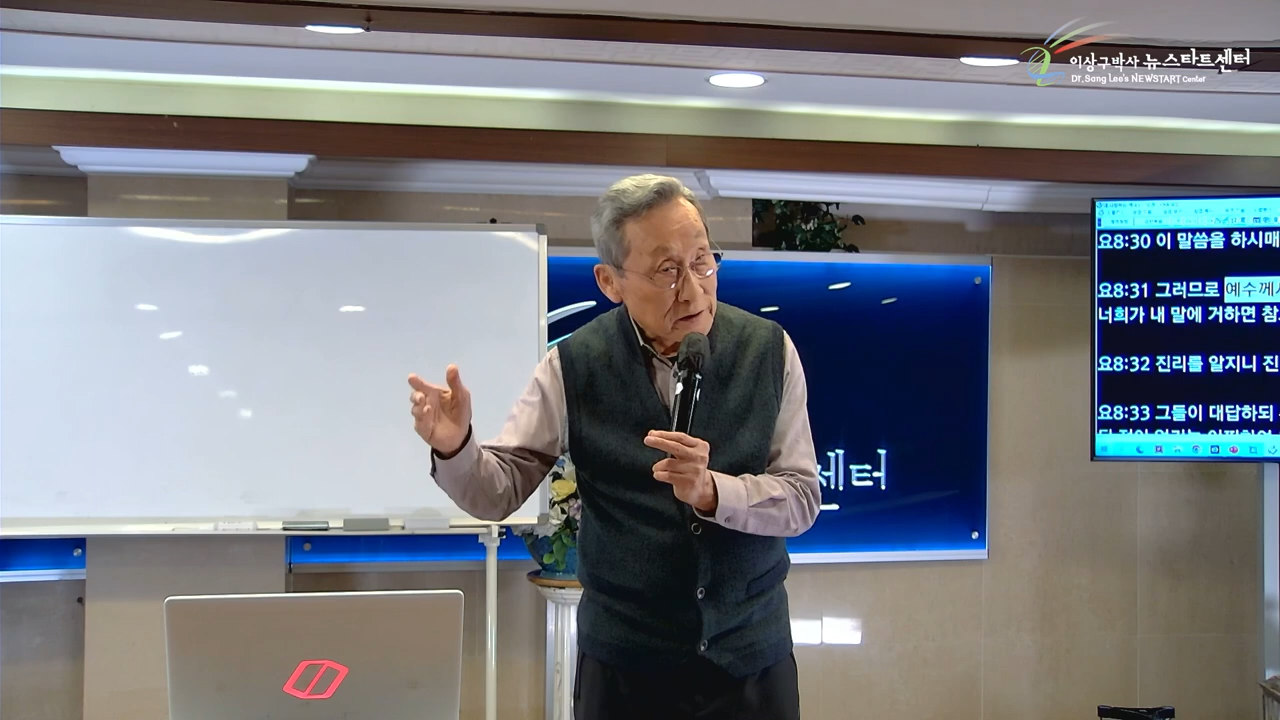 이상구박사 뉴스타트센터
Dr. Sang Lee's NEWSTART Center
요8:30 이 말씀을 하시매
요8:31 그러므로 예수께서
너희가 내 말에 거하면 참
요8:32 진리를 알지니 진
요8:33 그들이 대답하되
센터